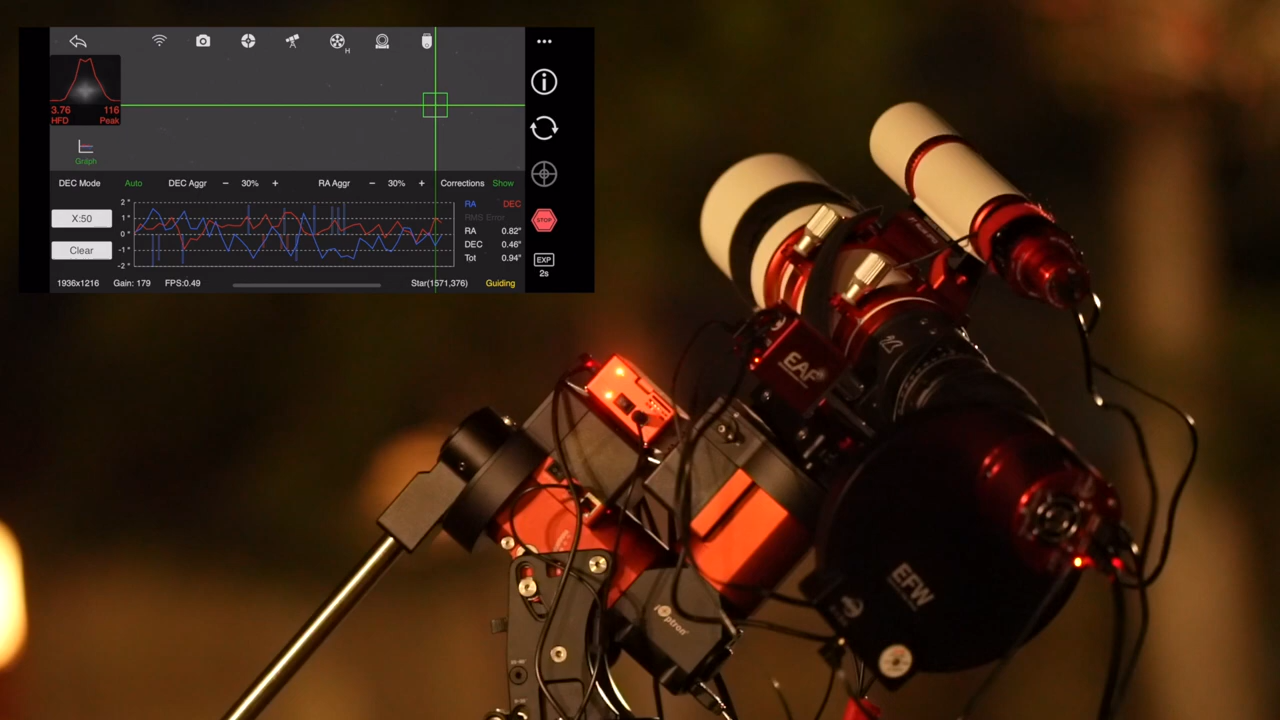 H
3.76
116
HFD
Peak
Graph
DEC Mode Auto DEC Aggr − 30% + RA Aggr − 30% + Corrections Show
X:50
Clear
2 "
1 "
0 "
-1 "
-2 "
RA DEC
RMS Error
RA 0.82"
DEC 0.46"
Tot 0.94"
STOP
EXP
2s
1936x1216 Gain: 179 FPS:0.49 Star(1571,376) Guiding
EAF
EFW
iOptron